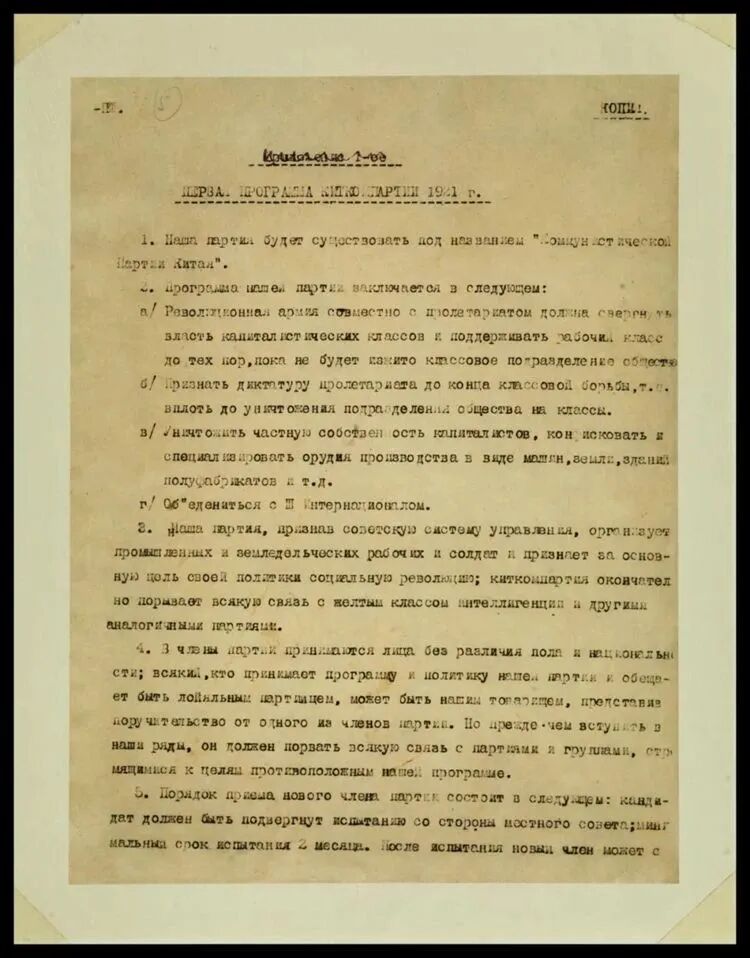 5
КОПИЯ.
Приложение 1-ое
ПЕРВАЯ ПРОГРАММА КИТКОМПАРТИИ 1921 г.
1. Наша партия будет существовать под названием "Коммунистической
Партии Китая".
2. Программа нашей партии заключается в следующем:
а/ Революционная армия совместно с пролетариатом должна свергнуть
власть капиталистических классов и поддерживать рабочий класс
до тех пор,пока не будет изжито классовое подразделение общества
б/ Признать диктатуру пролетариата до конца классовой борьбы,т.е.
вплоть до уничтожения подразделения общества на классы.
в/ Уничтожить частную собственность капиталистов, конфисковать и
специализировать орудия производства в виде машин,земли,зданий
полуфабрикатов и т.д.
г/ Об"едениться с III Интернационалом.
3. Наша партия, признав советскую систему управления, организует
промышленных и земледельческих рабочих и солдат и признает за основ-
ную цель своей политики социальную революцию; киткомпартия окончател
но порывает всякую связь с желтым классом интеллигенции и другими
аналогичными партиями.
4. В члены партии принимаются лица без различия пола и национально
сти; всякий,кто принимает программу и политику нашей партии и обеща-
ет быть лойяльным партийцем, может быть нашим товарищем, представив
поручительство от одного из членов партии. Но прежде-чем вступить в
наши ряды, он должен порвать всякую связь с партиями и группами, стре
мящимися к целям противоположным нашей программе.
5. Порядок приема нового члена партии состоит в следующем: канди-
дат должен быть подвергнут испытанию со стороны местного совета;мини
мальный срок испытания 2 месяца. После испытания новый член может с